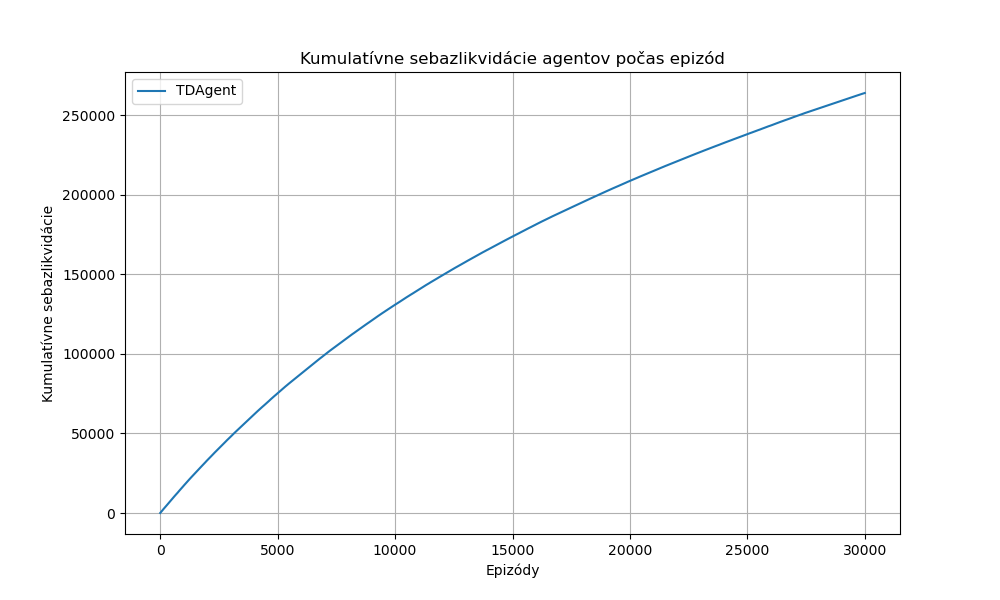 Kumulatívne sebazlikvidácie agentov počas epizód
TDAgent
Kumulatívne sebazlikvidácie
250000
200000
150000
100000
50000
0
0 5000 10000 15000 20000 25000 30000
Epizódy